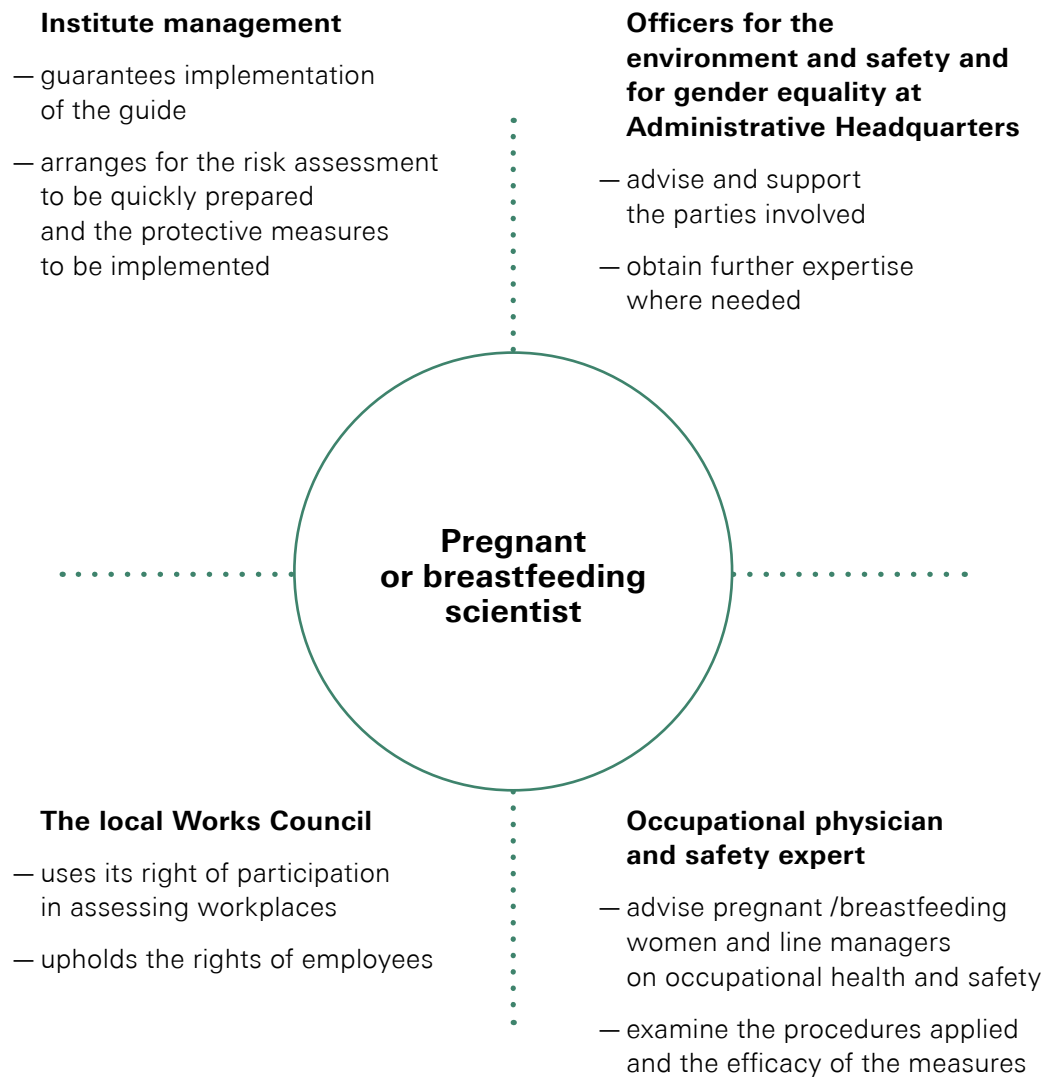 Institute management
— guarantees implementation
of the guide
— arranges for the risk assessment
to be quickly prepared
and the protective measures
to be implemented
Officers for the
environment and safety and
for gender equality at
Administrative Headquarters
— advise and support
the parties involved
— obtain further expertise
where needed
Pregnant
or breastfeeding
scientist
The local Works Council
— uses its right of participation
in assessing workplaces
— upholds the rights of employees
Occupational physician
and safety expert
— advise pregnant /breastfeeding
women and line managers
on occupational health and safety
— examine the procedures applied
and the efficacy of the measures